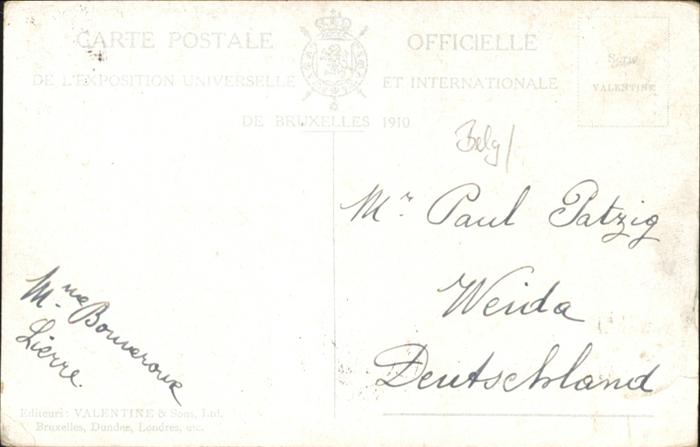 CARTE POSTALE OFFICIELLE
DE L'EXPOSITION UNIVERSELLE ET INTERNATIONALE
DE BRUXELLES 1910
Série
VALENTINE
Belg/
Mr Paul Patzig
Weida
Deutschland
Mme
Lierre.
Editeurs: VALENTINE & Sons, Ltd.
Bruxelles, Dundee, Londres, etc.